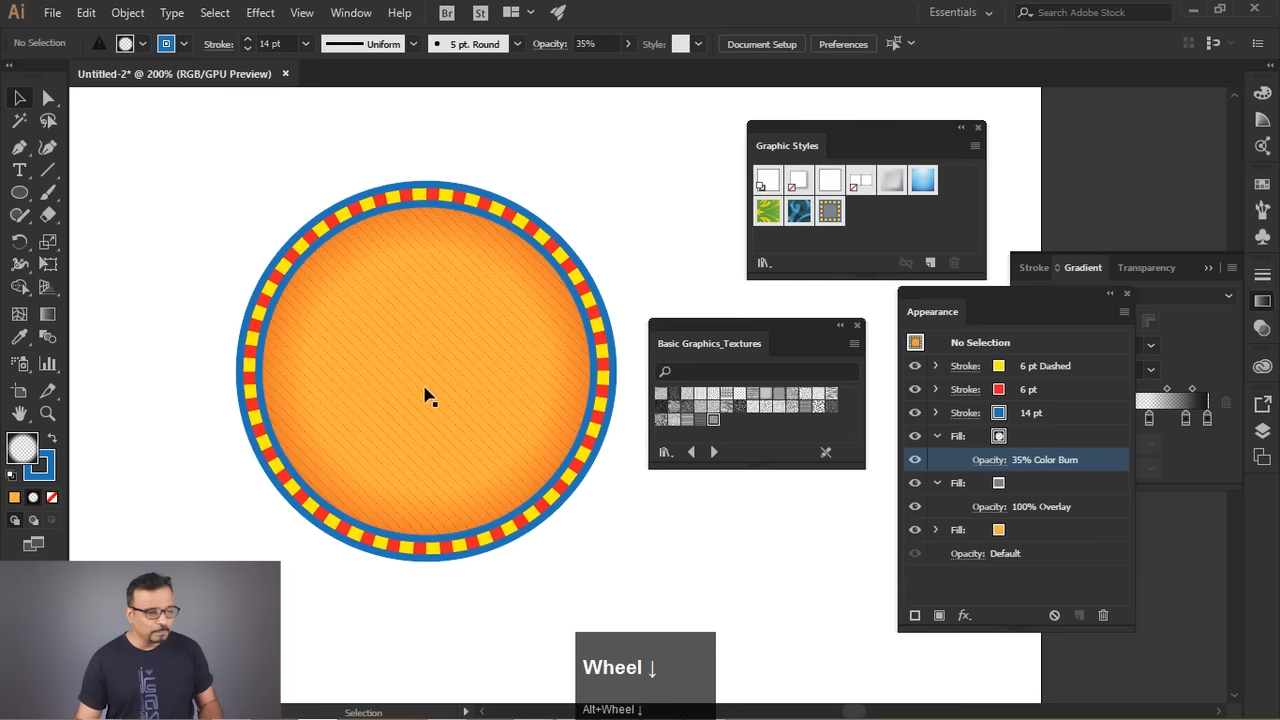 Ai File Edit Object Type Select Effect View Window Help Br St Essentials Search Adobe Stock
No Selection Stroke: 14 pt Uniform 5 pt. Round Opacity: 35% Style: Document Setup Preferences
Untitled-2* @ 200% (RGB/GPU Preview)
Graphic Styles
Stroke Gradient Transparency
Basic Graphics_Textures
Appearance
No Selection
Stroke: 6 pt Dashed
Stroke: 6 pt
Stroke: 14 pt
Fill:
Opacity: 35% Color Burn
Fill:
Opacity: 100% Overlay
Fill:
Opacity: Default
fx.
Wheel ↓
Alt+Wheel ↓
Selection